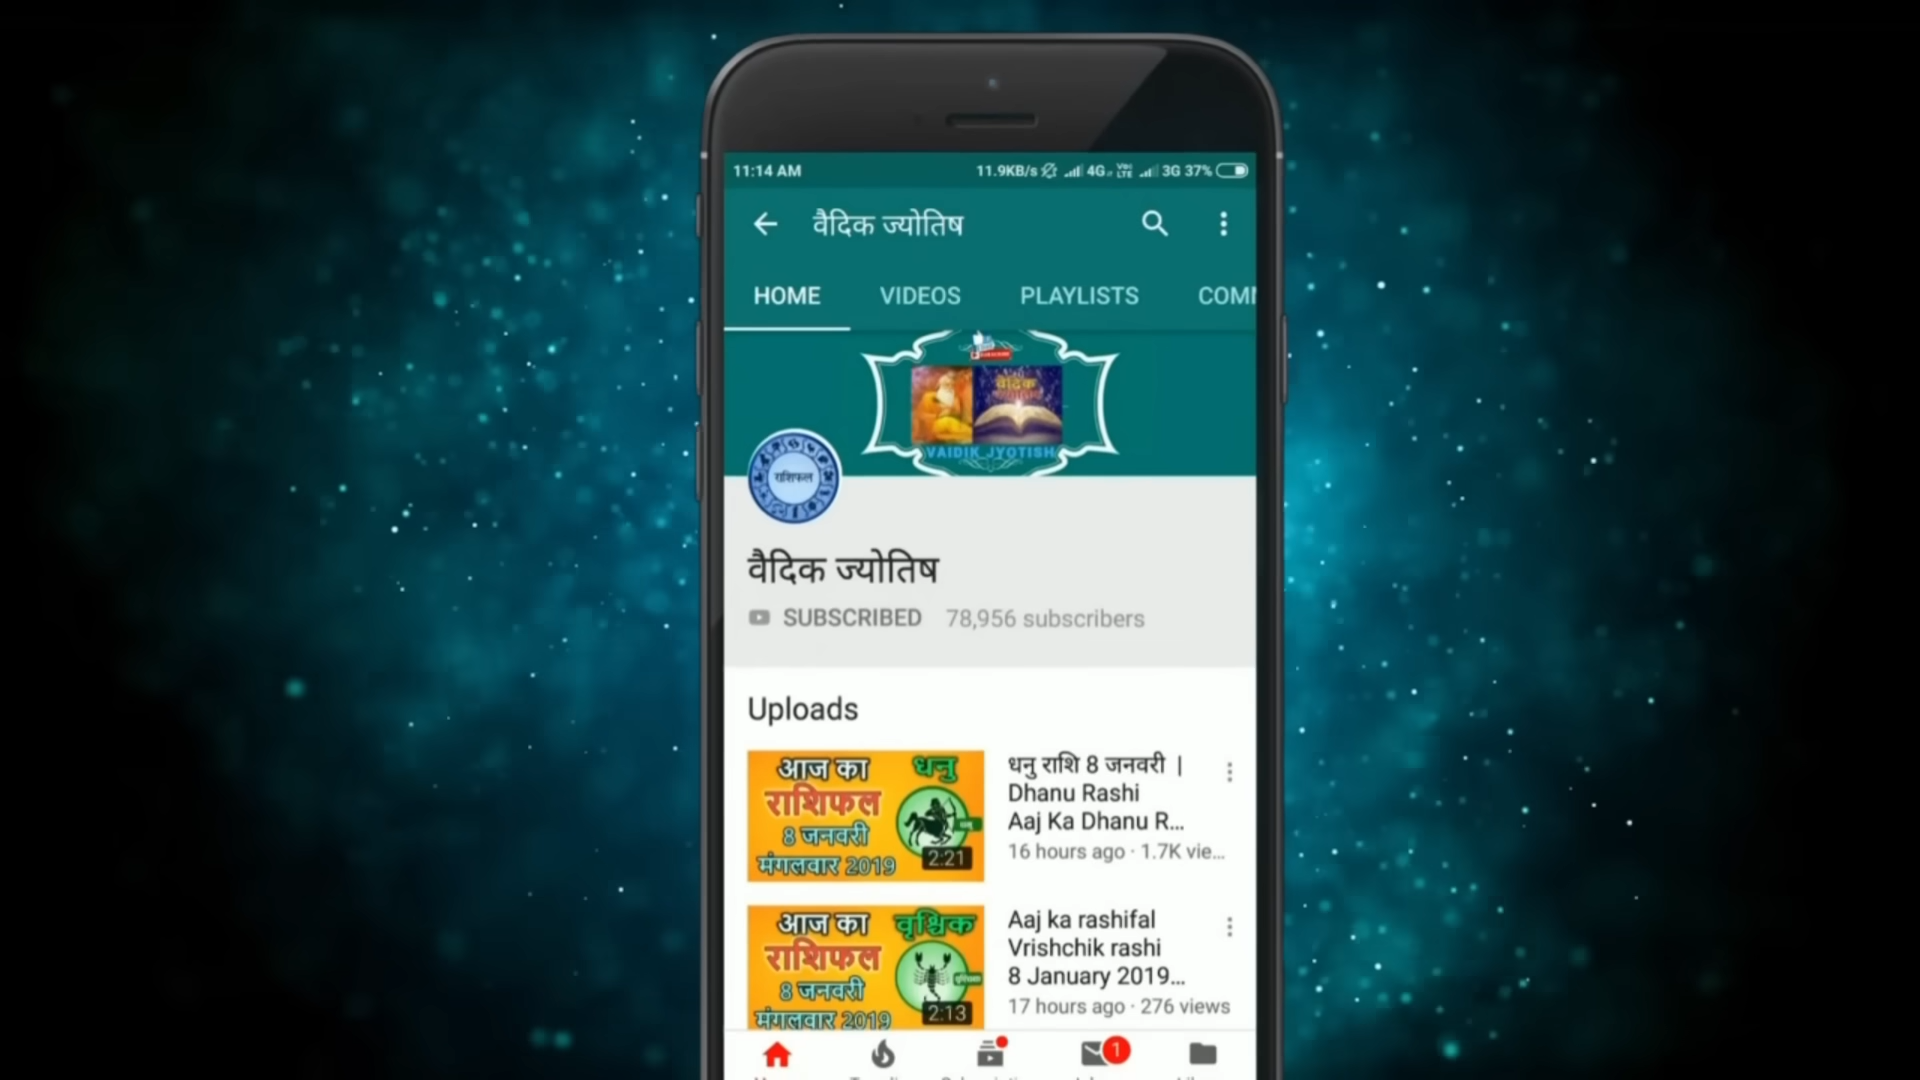 11:14 AM 11.9KB/s 4G VoLTE 3G 37%
वैदिक ज्योतिष
HOME VIDEOS PLAYLISTS COMM
वैदिक
VAIDIK JYOTISH
राशिफल
वैदिक ज्योतिष
SUBSCRIBED 78,956 subscribers
Uploads
आज का धनु
राशिफल
8 जनवरी
मंगलवार 2019
2:21
धनु राशि 8 जनवरी |
Dhanu Rashi
Aaj Ka Dhanu R...
16 hours ago · 1.7K vie...
आज का वृश्चिक
राशिफल
8 जनवरी
मंगलवार 2019
2:13
Aaj ka rashifal
Vrishchik rashi
8 January 2019...
17 hours ago · 276 views
1